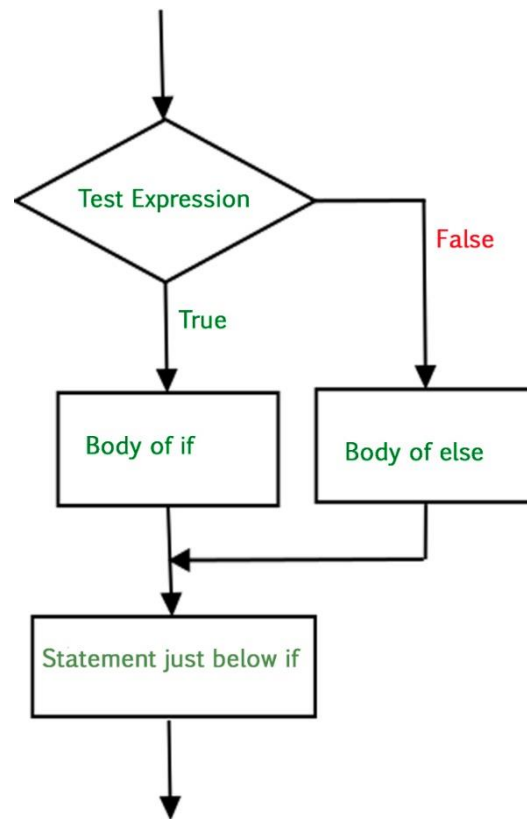 Test Expression
False
True
Body of if
Body of else
Statement just below if